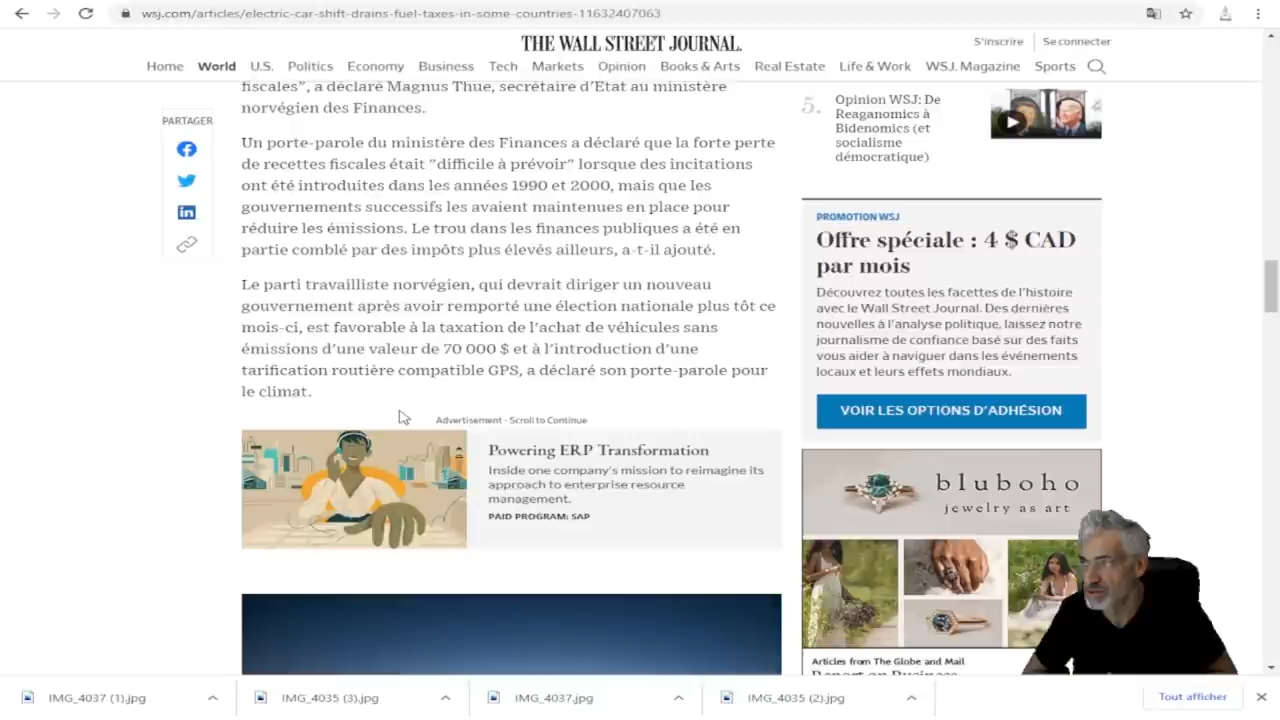 wsj.com/articles/electric-car-shift-drains-fuel-taxes-in-some-countries-11632407063
THE WALL STREET JOURNAL.
S'inscrire
Se connecter
Home World U.S. Politics Economy Business Tech Markets Opinion Books & Arts Real Estate Life & Work WSJ. Magazine Sports
fiscales", a déclaré Magnus Thue, secrétaire d'Etat au ministère
norvégien des Finances.
PARTAGER
Un porte-parole du ministère des Finances a déclaré que la forte perte
de recettes fiscales était "difficile à prévoir" lorsque des incitations
ont été introduites dans les années 1990 et 2000, mais que les
gouvernements successifs les avaient maintenues en place pour
réduire les émissions. Le trou dans les finances publiques a été en
partie comblé par des impôts plus élevés ailleurs, a-t-il ajouté.
Le parti travailliste norvégien, qui devrait diriger un nouveau
gouvernement après avoir remporté une élection nationale plus tôt ce
mois-ci, est favorable à la taxation de l'achat de véhicules sans
émissions d'une valeur de 70 000 $ et à l'introduction d'une
tarification routière compatible GPS, a déclaré son porte-parole pour
le climat.
Advertisement - Scroll to Continue
Powering ERP Transformation
Inside one company's mission to reimagine its
approach to enterprise resource
management.
PAID PROGRAM: SAP
5.
Opinion WSJ: De
Reaganomics à
Bidenomics (et
socialisme
démocratique)
PROMOTION WSJ
Offre spéciale : 4 $ CAD
par mois
Découvrez toutes les facettes de l'histoire
avec le Wall Street Journal. Des dernières
nouvelles à l'analyse politique, laissez notre
journalisme de confiance basé sur des faits
vous aider à naviguer dans les événements
locaux et leurs effets mondiaux.
VOIR LES OPTIONS D'ADHÉSION
bluboho
jewelry as art
Articles from The Globe and Mail
Report on Business
IMG_4037 (1).jpg
IMG_4035 (3).jpg
IMG_4037.jpg
IMG_4035 (2).jpg
Tout afficher